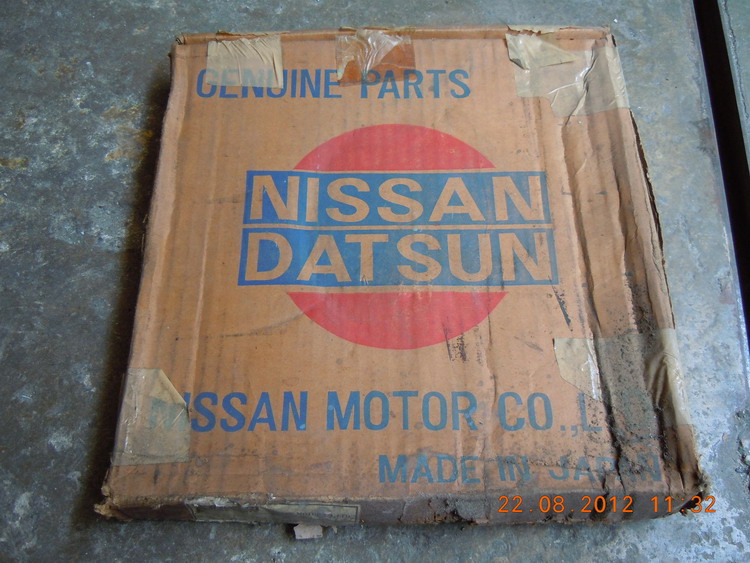 GENUINE PARTS
NISSAN
DATSUN
NISSAN MOTOR CO., LTD.
MADE IN JAPAN
22.08.2012 11:32